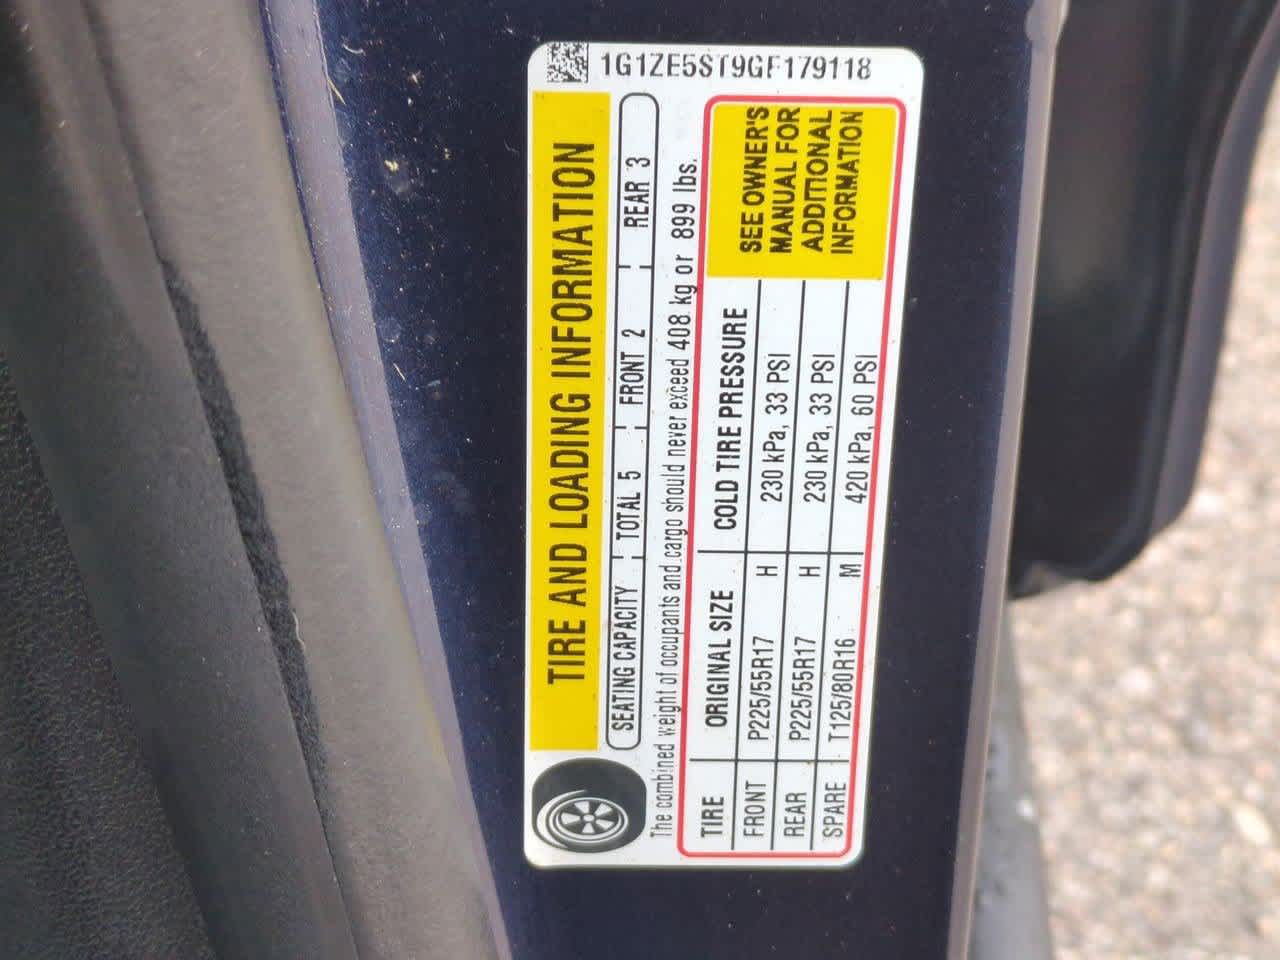 1G1ZE5ST9GF179118
TIRE AND LOADING INFORMATION
SEATING CAPACITY TOTAL 5 FRONT 2 REAR 3
The combined weight of occupants and cargo should never exceed 408 kg or 899 lbs.
TIRE ORIGINAL SIZE COLD TIRE PRESSURE
FRONT P225/55R17 H 230 kPa, 33 PSI
REAR P225/55R17 H 230 kPa, 33 PSI
SPARE T125/80R16 M 420 kPa, 60 PSI
SEE OWNER'S
MANUAL FOR
ADDITIONAL
INFORMATION